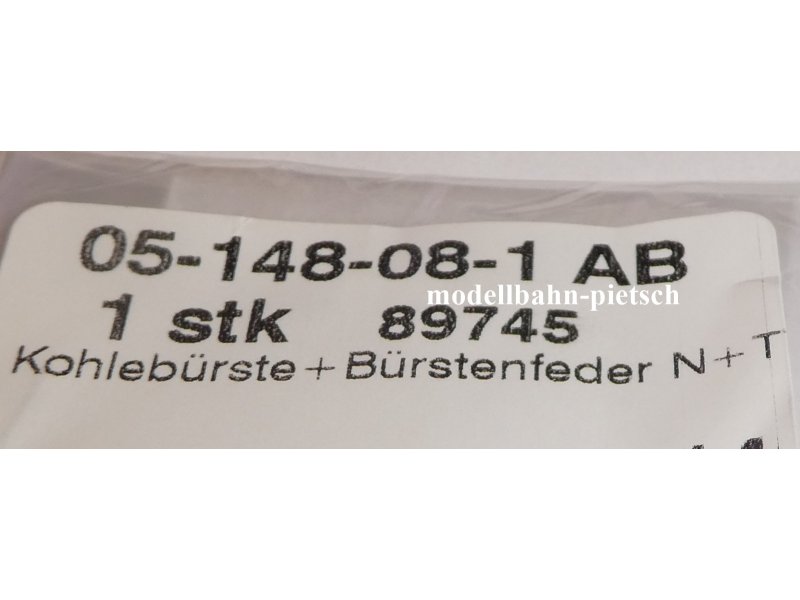 05-148-08-1 AB
modellbahn-pietsch
1 stk 89745
Kohlebürste + Bürstenfeder N + T